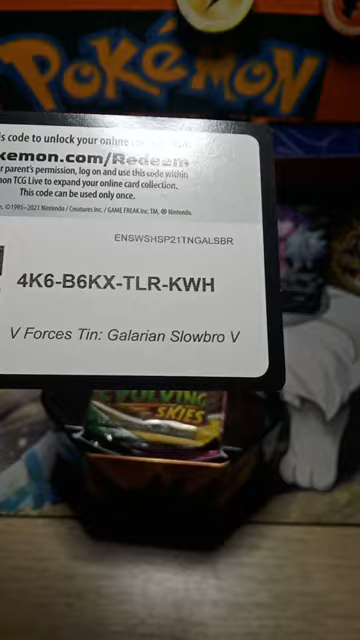 POKéMON
is code to unlock your online
kemon.com/Redeem
r parent's permission, log on and use this code within
on TCG Live to expand your online card collection.
This code can be used only once.
©1995–2021 Nintendo / Creatures Inc. / GAME FREAK Inc. TM, ® Nintendo.
ENSWSHSP21TNGALSBR
4K6-B6KX-TLR-KWH
V Forces Tin: Galarian Slowbro V
EVOLVING
SKIES